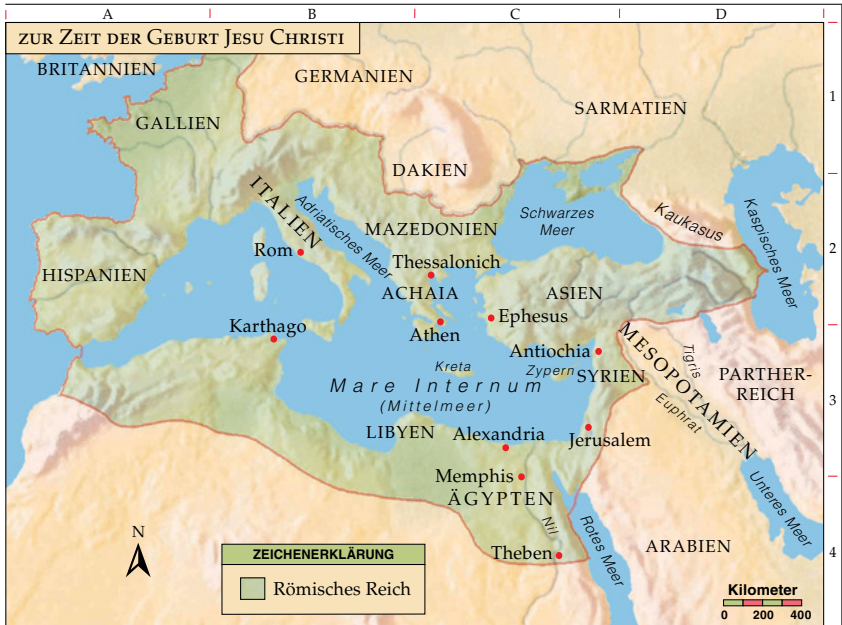 A B C D
ZUR ZEIT DER GEBURT JESU CHRISTI
BRITANNIEN
GERMANIEN
1
SARMATIEN
GALLIEN
DAKIEN
ITALIEN
Adriatisches Meer
MAZEDONIEN
Schwarzes
Meer
Kaukasus
Kaspisches Meer
2
Rom
Thessalonich
HISPANIEN
ACHAIA
ASIEN
Karthago
Athen
Ephesus
MESOPOTAMIEN
Antiochia
Tigris
Kreta
Zypern
SYRIEN
PARTHER-
REICH
3
Mare Internum
(Mittelmeer)
Euphrat
LIBYEN
Alexandria
Jerusalem
Memphis
ÄGYPTEN
Unteres Meer
Nil
Rotes Meer
N
Theben
ARABIEN
4
ZEICHENERKLÄRUNG
Römisches Reich
Kilometer
0 200 400